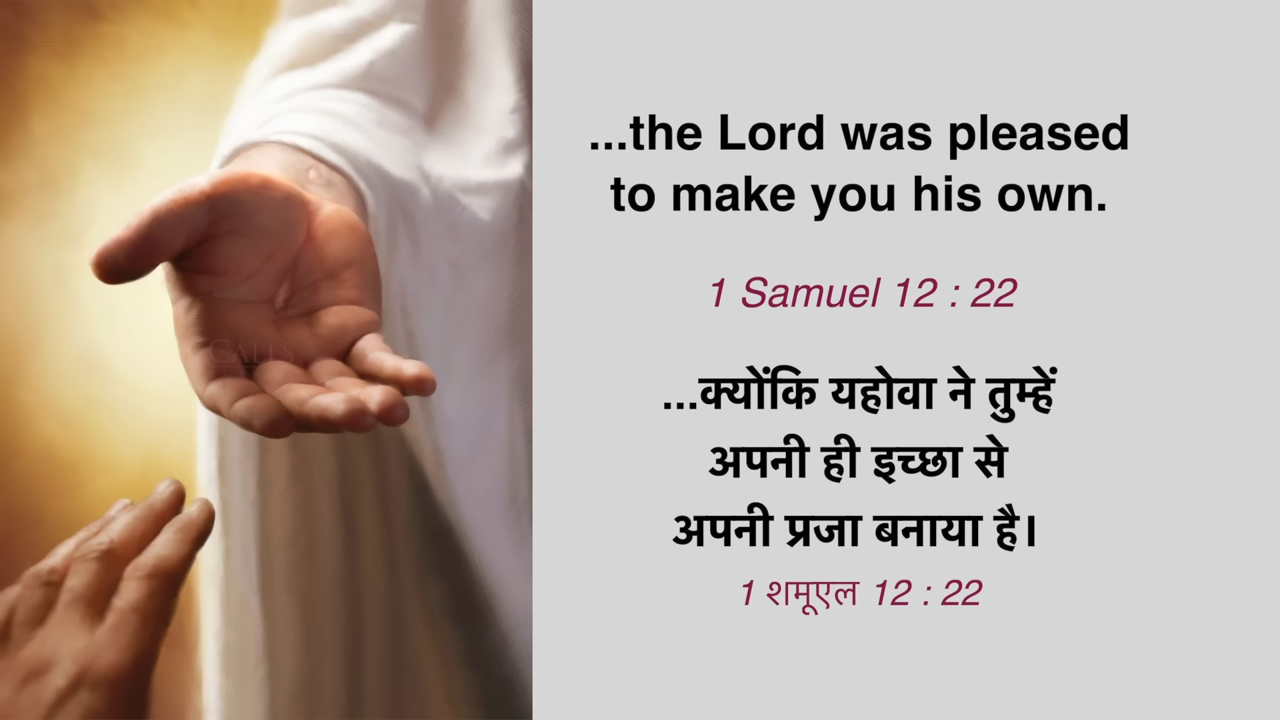 ...the Lord was pleased
to make you his own.
1 Samuel 12 : 22
...क्योंकि यहोवा ने तुम्हें
अपनी ही इच्छा से
अपनी प्रजा बनाया है।
1 शमूएल 12 : 22